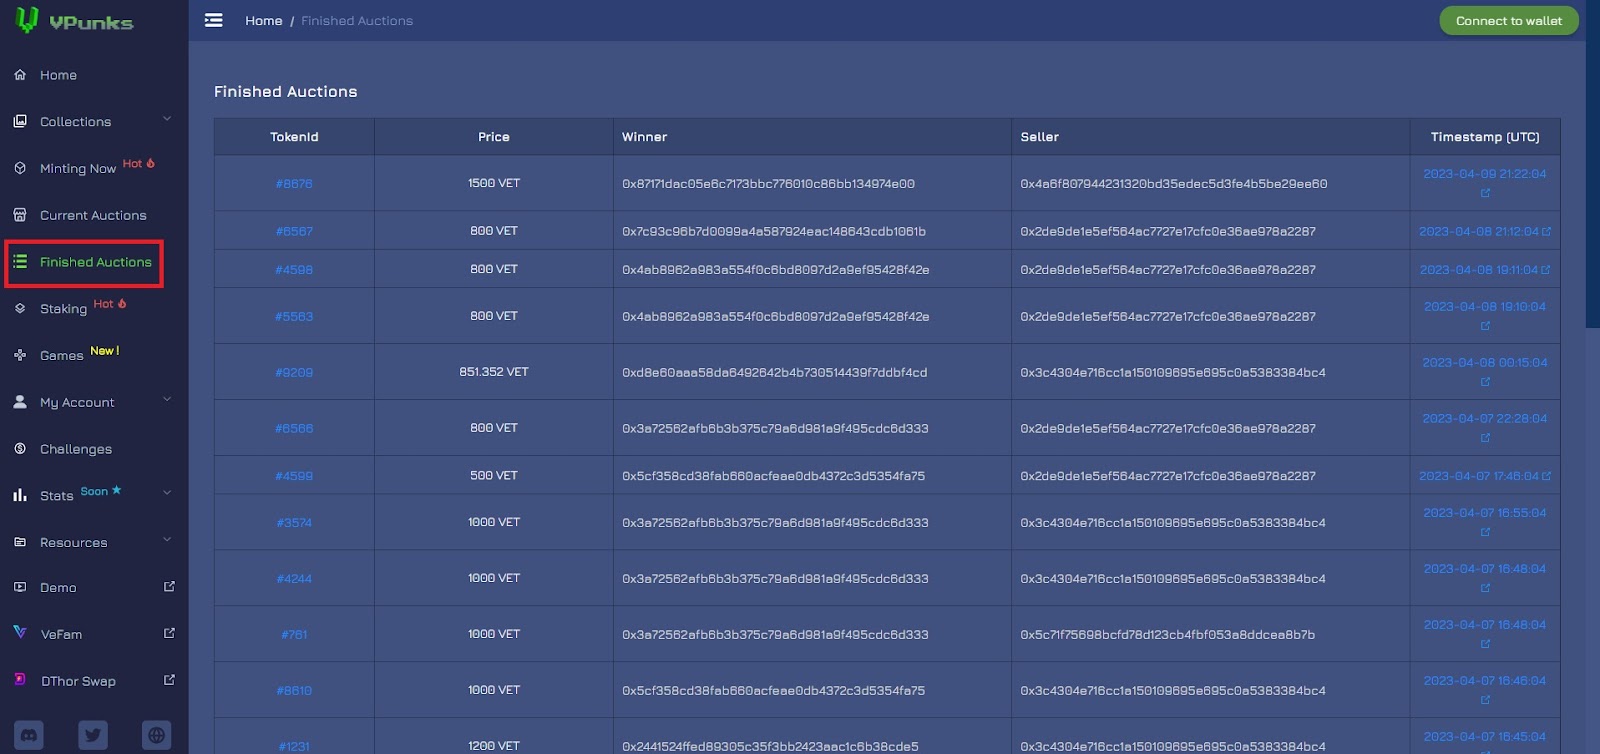 VPunks
Home / Finished Auctions
Connect to wallet
Home
Collections
Minting Now Hot
Current Auctions
Finished Auctions
Staking Hot
Games New!
My Account
Challenges
Stats Soon
Resources
Demo
VeFam
DThor Swap
Finished Auctions
TokenId Price Winner Seller Timestamp (UTC)
#8676 1500 VET 0x87171dac05e6c7173bbc776010c86bb134974e00 0x4a6f807944231320bd35edec5d3fe4b5be29ee60 2023-04-09 21:22:04
#6567 800 VET 0x7c93c96b7d0099a4a587924eac148643cdb1061b 0x2de9de1e5ef564ac7727e17cfc0e36ae978a2287 2023-04-08 21:12:04
#4598 800 VET 0x4ab8962a983a554f0c6bd8097d2a9ef95428f42e 0x2de9de1e5ef564ac7727e17cfc0e36ae978a2287 2023-04-08 19:11:04
#5563 800 VET 0x4ab8962a983a554f0c6bd8097d2a9ef95428f42e 0x2de9de1e5ef564ac7727e17cfc0e36ae978a2287 2023-04-08 19:10:04
#9209 851.352 VET 0xd8e60aaa58da6492642b4b730514439f7ddbf4cd 0x3c4304e716cc1a150109695e695c0a5383384bc4 2023-04-08 00:15:04
#6566 800 VET 0x3a72562afb6b3b375c79a6d981a9f495cdc6d333 0x2de9de1e5ef564ac7727e17cfc0e36ae978a2287 2023-04-07 22:28:04
#4599 500 VET 0x5cf358cd38fab660acfeae0db4372c3d5354fa75 0x2de9de1e5ef564ac7727e17cfc0e36ae978a2287 2023-04-07 17:46:04
#3574 1000 VET 0x3a72562afb6b3b375c79a6d981a9f495cdc6d333 0x3c4304e716cc1a150109695e695c0a5383384bc4 2023-04-07 16:55:04
#4244 1000 VET 0x3a72562afb6b3b375c79a6d981a9f495cdc6d333 0x3c4304e716cc1a150109695e695c0a5383384bc4 2023-04-07 16:48:04
#761 1000 VET 0x3a72562afb6b3b375c79a6d981a9f495cdc6d333 0x5c71f75698bcfd78d123cb4fbf053a8ddcea8b7b 2023-04-07 16:48:04
#8610 1000 VET 0x5cf358cd38fab660acfeae0db4372c3d5354fa75 0x3c4304e716cc1a150109695e695c0a5383384bc4 2023-04-07 16:46:04
#1231 1200 VET 0x2441524ffed89305c35f3bb2423aac1c6b38cde5 0x3c4304e716cc1a150109695e695c0a5383384bc4 2023-04-07 16:45:04